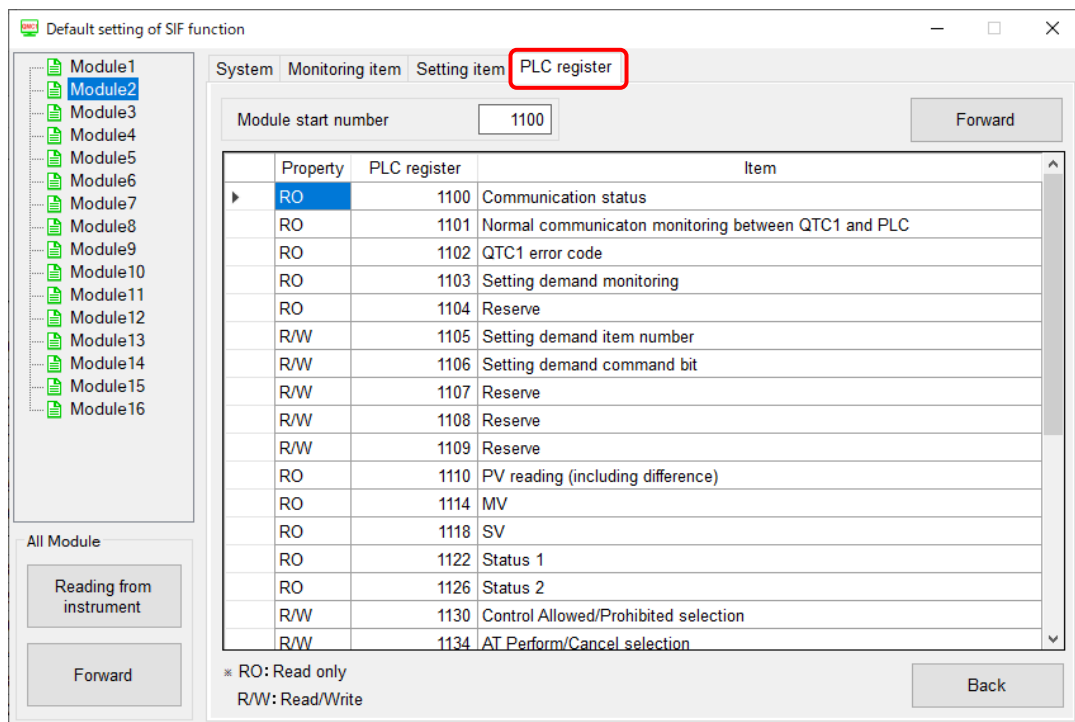 QMC1 Default setting of SIF function
Module1
Module2
Module3
Module4
Module5
Module6
Module7
Module8
Module9
Module10
Module11
Module12
Module13
Module14
Module15
Module16
All Module
Reading from
instrument
Forward
System Monitoring item Setting item PLC register
Module start number 1100 Forward
Property PLC register Item
RO 1100 Communication status
RO 1101 Normal communicaton monitoring between QTC1 and PLC
RO 1102 QTC1 error code
RO 1103 Setting demand monitoring
RO 1104 Reserve
R/W 1105 Setting demand item number
R/W 1106 Setting demand command bit
R/W 1107 Reserve
R/W 1108 Reserve
R/W 1109 Reserve
RO 1110 PV reading (including difference)
RO 1114 MV
RO 1118 SV
RO 1122 Status 1
RO 1126 Status 2
R/W 1130 Control Allowed/Prohibited selection
R/W 1134 AT Perform/Cancel selection
※ RO: Read only
R/W: Read/Write
Back